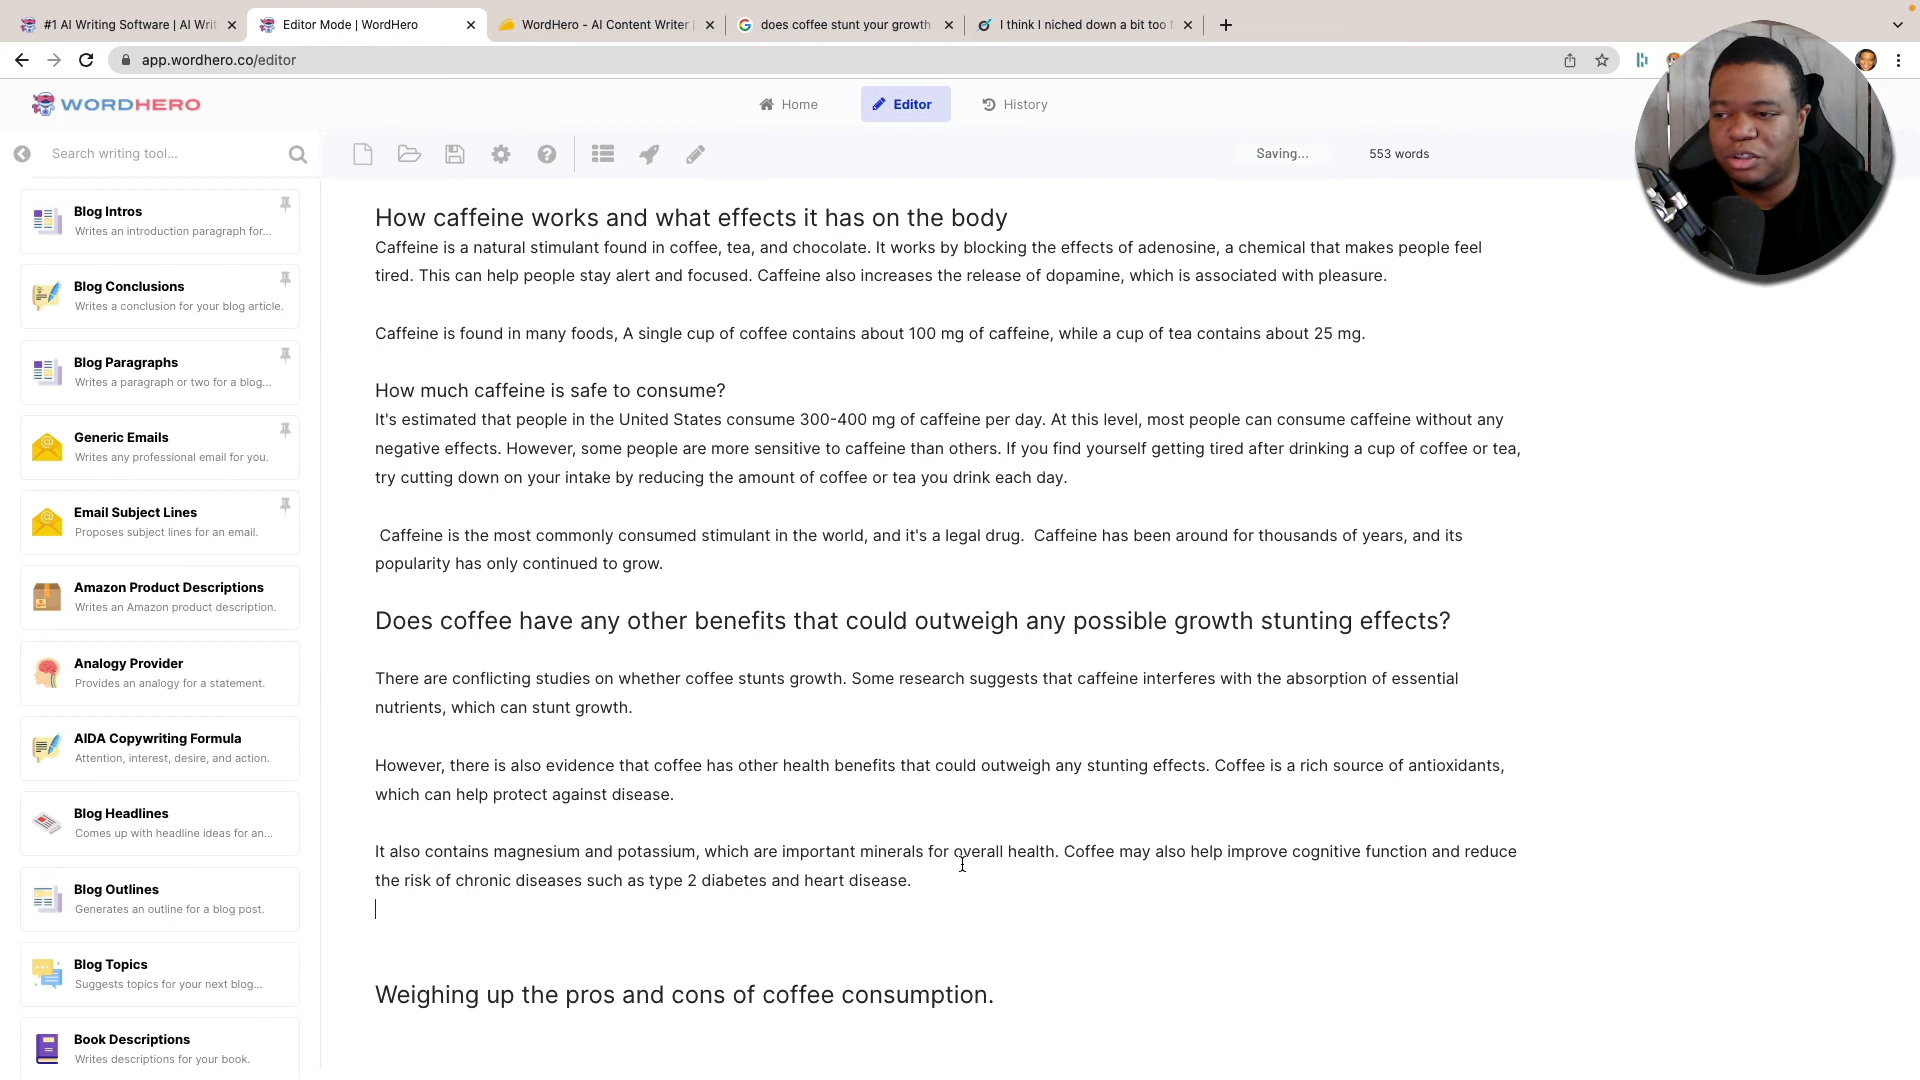 #1 AI Writing Software | AI Writ
Editor Mode | WordHero
WordHero - AI Content Writer |
does coffee stunt your growth
I think I niched down a bit too f
app.wordhero.co/editor
WORDHERO
Home
Editor
History
Search writing tool...
Saving...
553 words
Blog Intros
Writes an introduction paragraph for...
Blog Conclusions
Writes a conclusion for your blog article.
Blog Paragraphs
Writes a paragraph or two for a blog...
Generic Emails
Writes any professional email for you.
Email Subject Lines
Proposes subject lines for an email.
Amazon Product Descriptions
Writes an Amazon product description.
Analogy Provider
Provides an analogy for a statement.
AIDA Copywriting Formula
Attention, interest, desire, and action.
Blog Headlines
Comes up with headline ideas for an...
Blog Outlines
Generates an outline for a blog post.
Blog Topics
Suggests topics for your next blog...
Book Descriptions
Writes descriptions for your book.
How caffeine works and what effects it has on the body
Caffeine is a natural stimulant found in coffee, tea, and chocolate. It works by blocking the effects of adenosine, a chemical that makes people feel
tired. This can help people stay alert and focused. Caffeine also increases the release of dopamine, which is associated with pleasure.
Caffeine is found in many foods, A single cup of coffee contains about 100 mg of caffeine, while a cup of tea contains about 25 mg.
How much caffeine is safe to consume?
It's estimated that people in the United States consume 300-400 mg of caffeine per day. At this level, most people can consume caffeine without any
negative effects. However, some people are more sensitive to caffeine than others. If you find yourself getting tired after drinking a cup of coffee or tea,
try cutting down on your intake by reducing the amount of coffee or tea you drink each day.
Caffeine is the most commonly consumed stimulant in the world, and it's a legal drug.  Caffeine has been around for thousands of years, and its
popularity has only continued to grow.
Does coffee have any other benefits that could outweigh any possible growth stunting effects?
There are conflicting studies on whether coffee stunts growth. Some research suggests that caffeine interferes with the absorption of essential
nutrients, which can stunt growth.
However, there is also evidence that coffee has other health benefits that could outweigh any stunting effects. Coffee is a rich source of antioxidants,
which can help protect against disease.
It also contains magnesium and potassium, which are important minerals for overall health. Coffee may also help improve cognitive function and reduce
the risk of chronic diseases such as type 2 diabetes and heart disease.
Weighing up the pros and cons of coffee consumption.